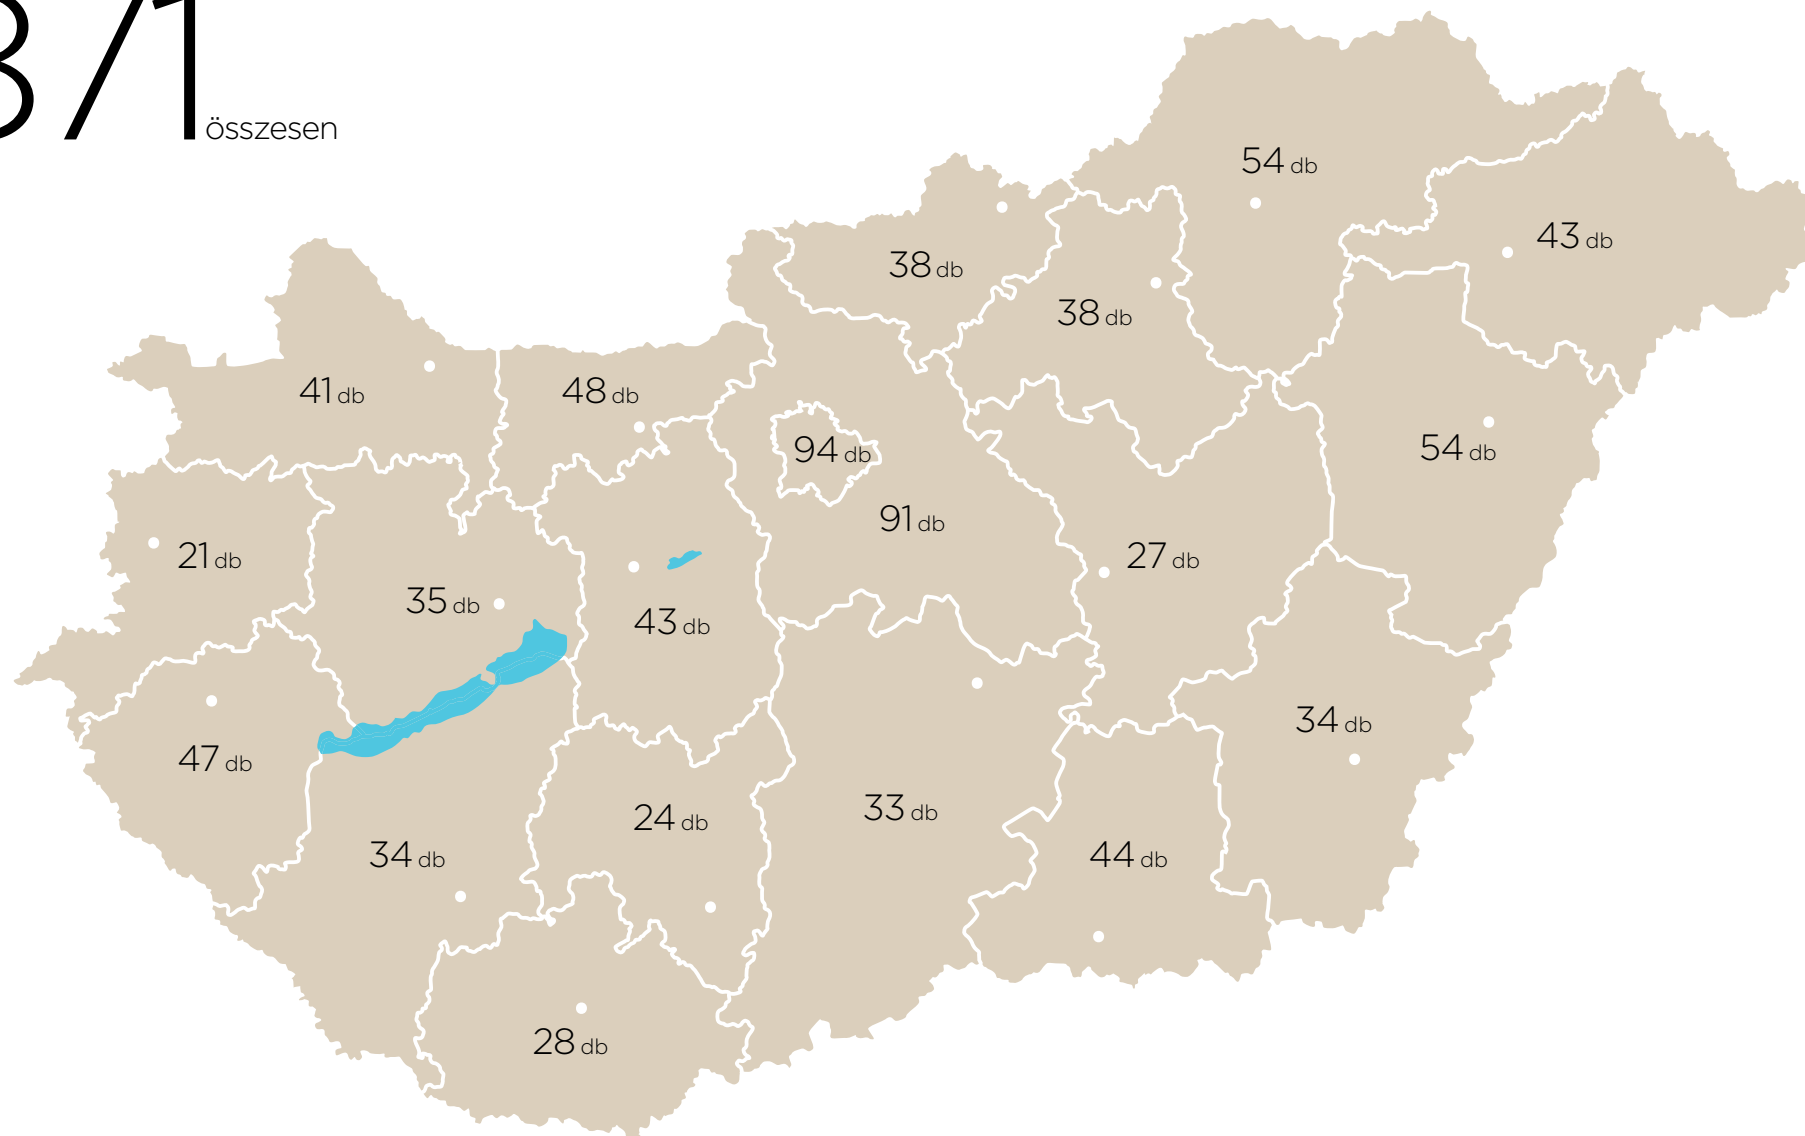 871 összesen
54 db
43 db
38 db
38 db
41 db
48 db
94 db
54 db
91 db
21 db
27 db
35 db
43 db
34 db
47 db
33 db
24 db
34 db
44 db
28 db